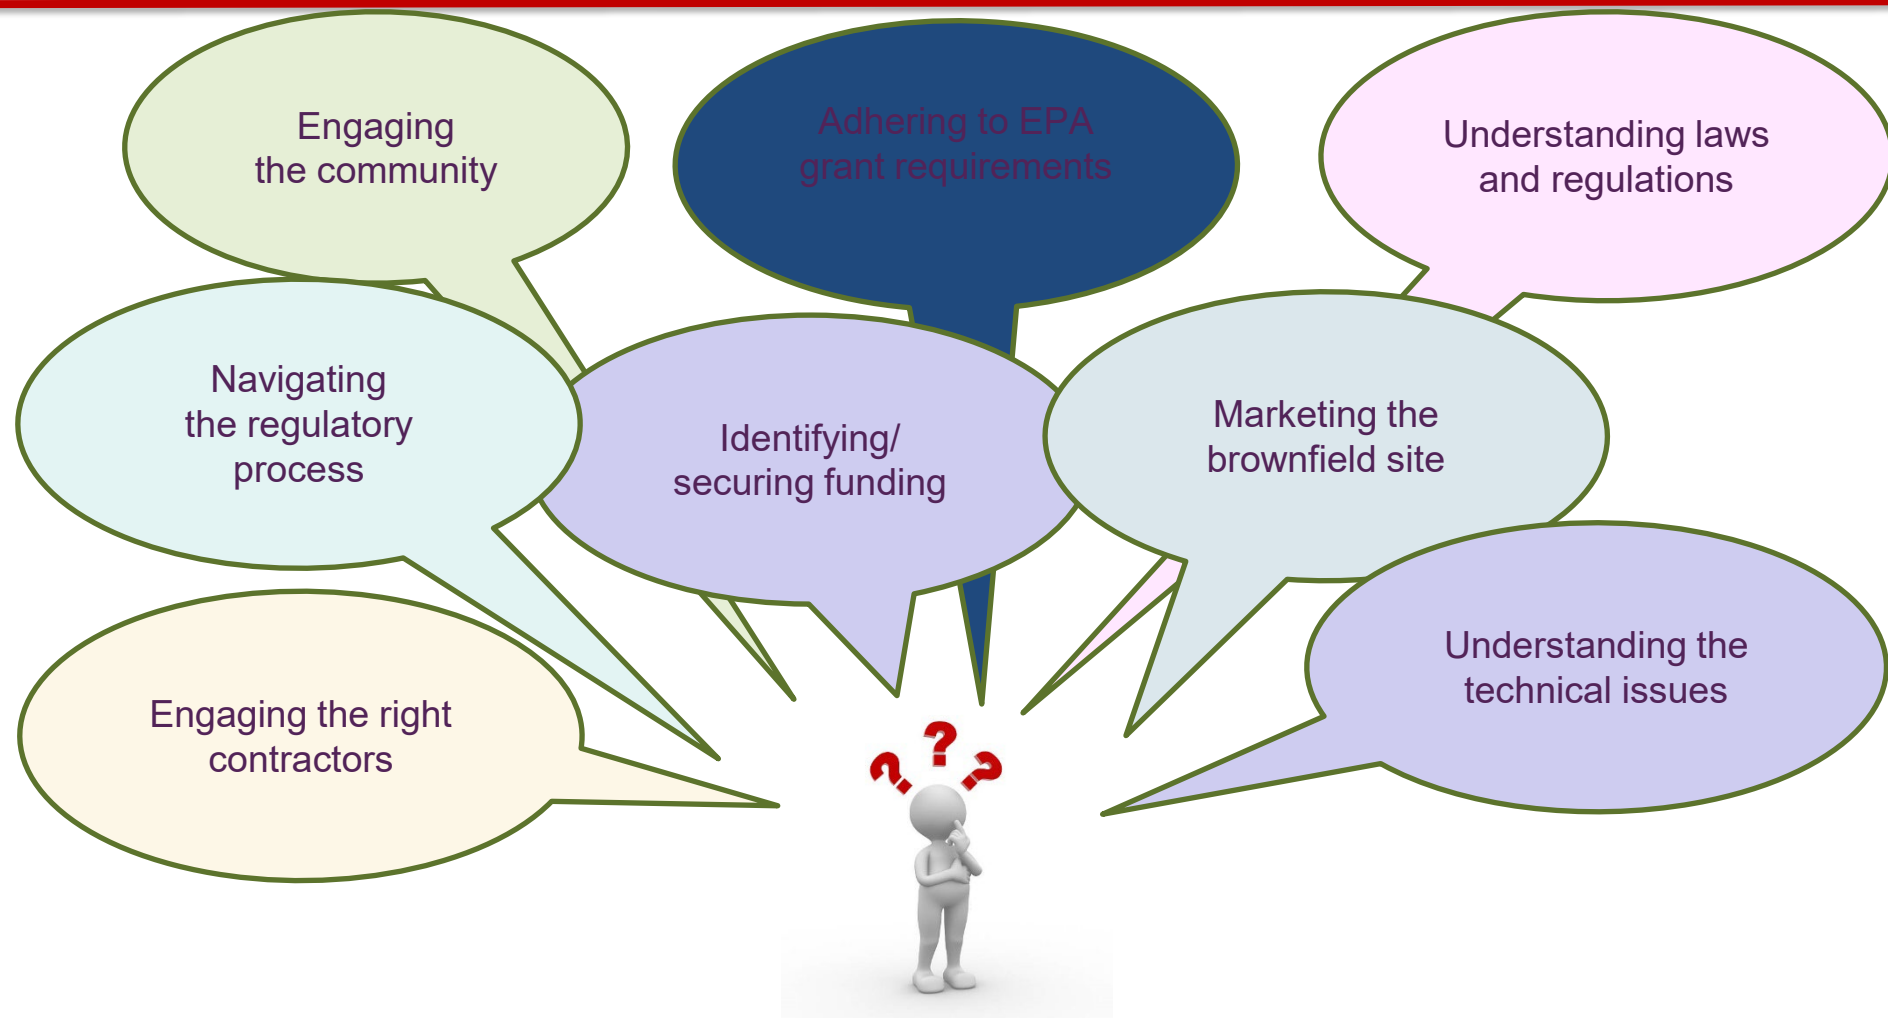 Engaging
the community
Adhering to EPA
grant requirements
Understanding laws
and regulations
Navigating
the regulatory
process
Identifying/
securing funding
Marketing the
brownfield site
Engaging the right
contractors
Understanding the
technical issues
? ? ?